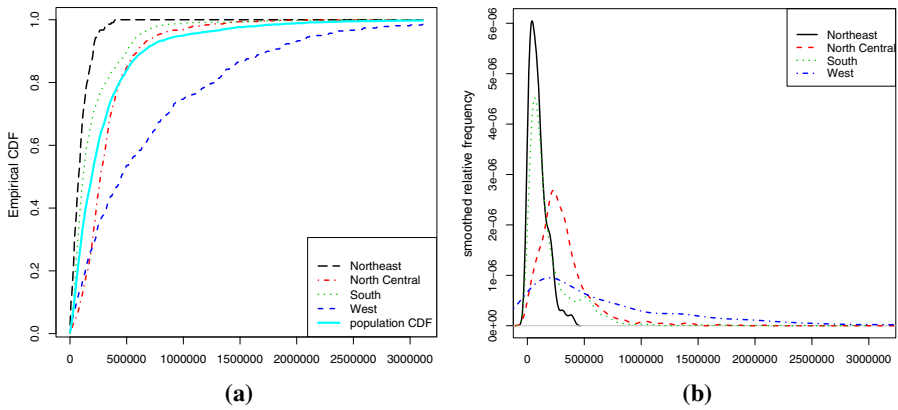 Empirical CDF
0.0 0.2 0.4 0.6 0.8 1.0
Northeast
North Central
South
West
population CDF
0 500000 1000000 1500000 2000000 2500000 3000000
(a)
smoothed relative frequency
0e+00 1e-06 2e-06 3e-06 4e-06 5e-06 6e-06
Northeast
North Central
South
West
0 500000 1000000 1500000 2000000 2500000 3000000
(b)